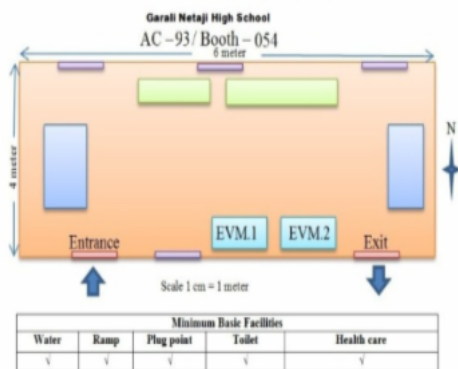 Garali Netaji High School
AC – 93/ Booth – 054
6 meter
4 meter
N
EVM.1 EVM.2
Entrance Exit
Scale 1 cm = 1 meter
Minimum Basic Facilities
Water Ramp Plug point Toilet Health care
√ √ √ √ √